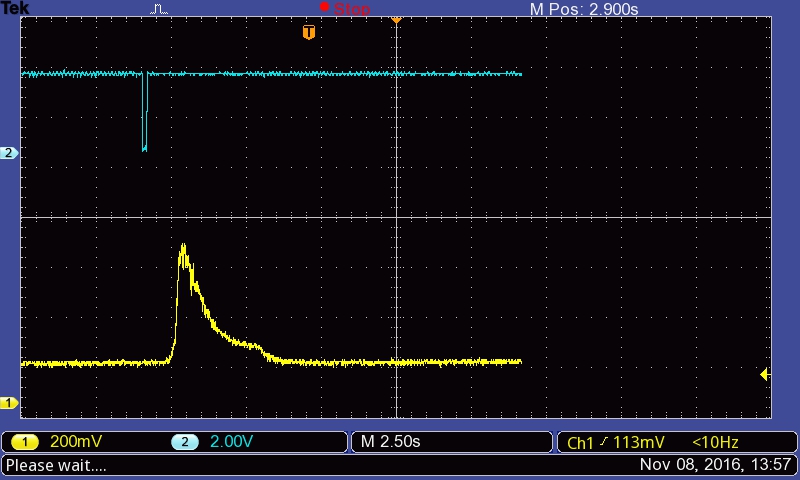 Tek Stop M Pos: 2.900s
T
2
1
1 200mV 2 2.00V M 2.50s Ch1 113mV <10Hz
Please wait.... Nov 08, 2016, 13:57